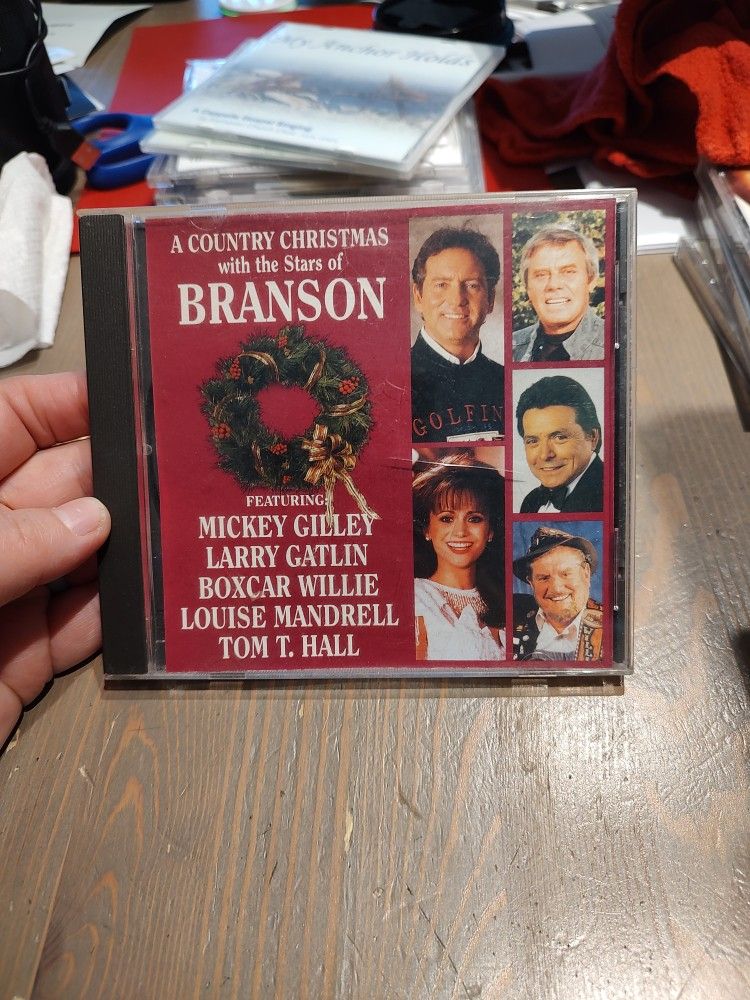 My Anchor Holds
A COUNTRY CHRISTMAS
with the Stars of
BRANSON
FEATURING:
MICKEY GILLEY
LARRY GATLIN
BOXCAR WILLIE
LOUISE MANDRELL
TOM T. HALL
GOLFIN